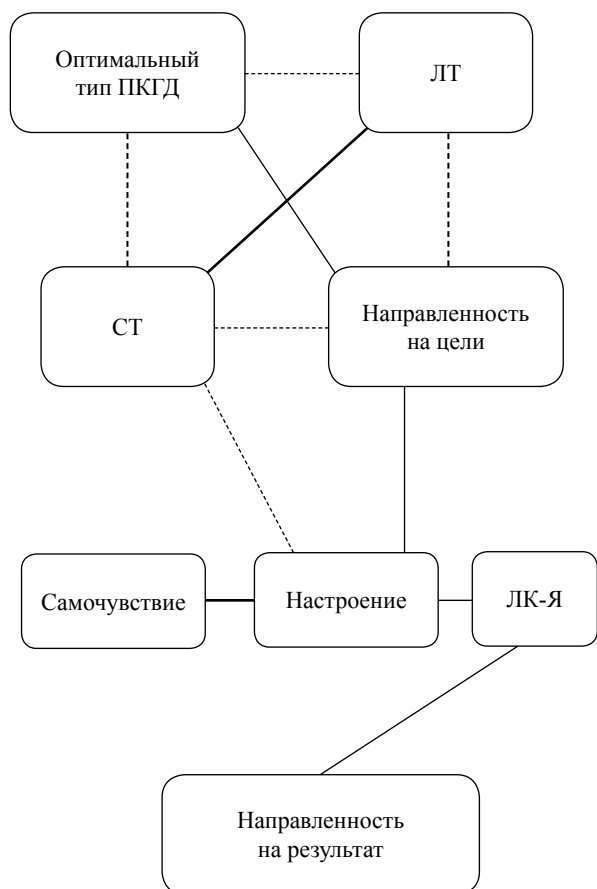 Оптимальный
тип ПКГД
ЛТ
СТ
Направленность
на цели
Самочувствие
Настроение
ЛК-Я
Направленность
на результат